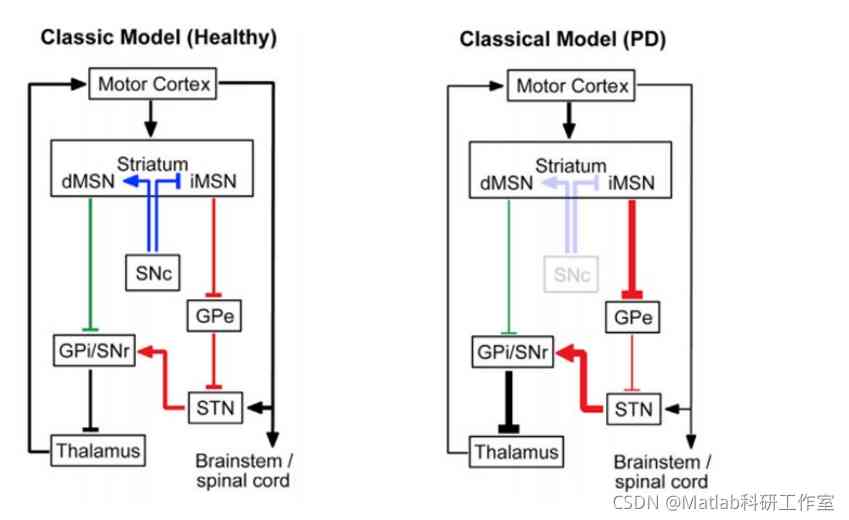 Classic Model (Healthy)
Motor Cortex
Striatum
dMSN iMSN
SNc
GPe
GPi/SNr
STN
Thalamus
Brainstem /
spinal cord
Classical Model (PD)
Motor Cortex
Striatum
dMSN iMSN
SNc
GPe
GPi/SNr
STN
Thalamus
Brainstem /
spinal cord
CSDN @Matlab科研工作室